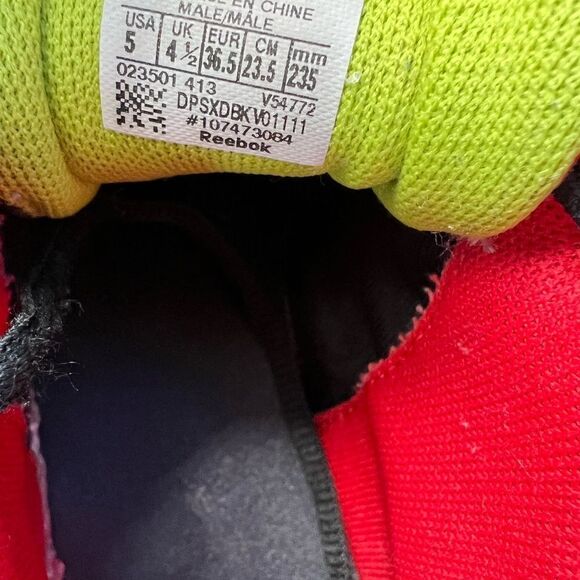 EN CHINE
MALE/MÂLE
USA UK EUR CM mm
5 4 ½ 36.5 23.5 235
023501 413 V54772
DPSXDBKV01111
#107473084
Reebok